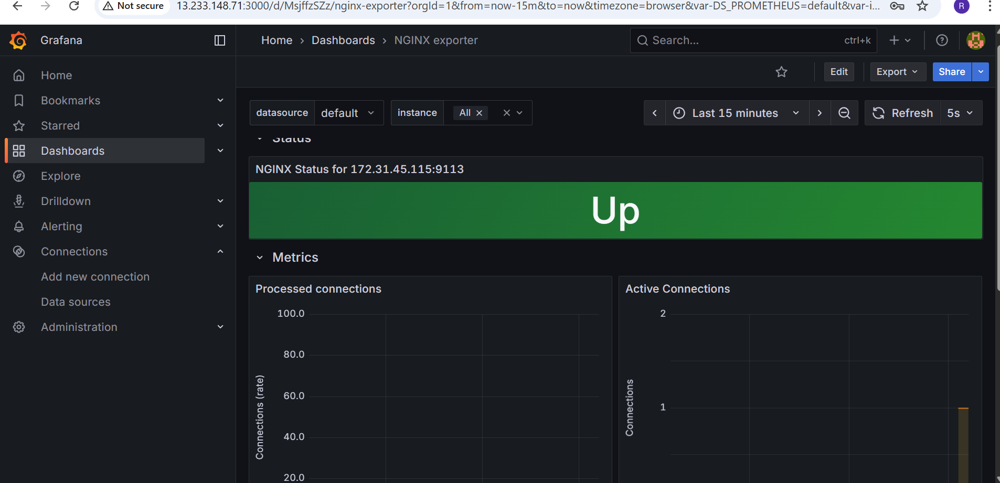 Not secure 13.233.148.71:3000/d/MsjffzSZz/nginx-exporter?orgId=1&from=now-15m&to=now&timezone=browser&var-DS_PROMETHEUS=default&var-i... R
Grafana
Home › Dashboards › NGINX exporter
Search... ctrl+k
Edit
Export
Share
Home
Bookmarks
Starred
Dashboards
Explore
Drilldown
Alerting
Connections
Add new connection
Data sources
Administration
datasource default
instance All
Last 15 minutes
Refresh 5s
Status
NGINX Status for 172.31.45.115:9113
Up
Metrics
Processed connections
100.0
80.0
60.0
40.0
20.0
Connections (rate)
Active Connections
2
1
Connections